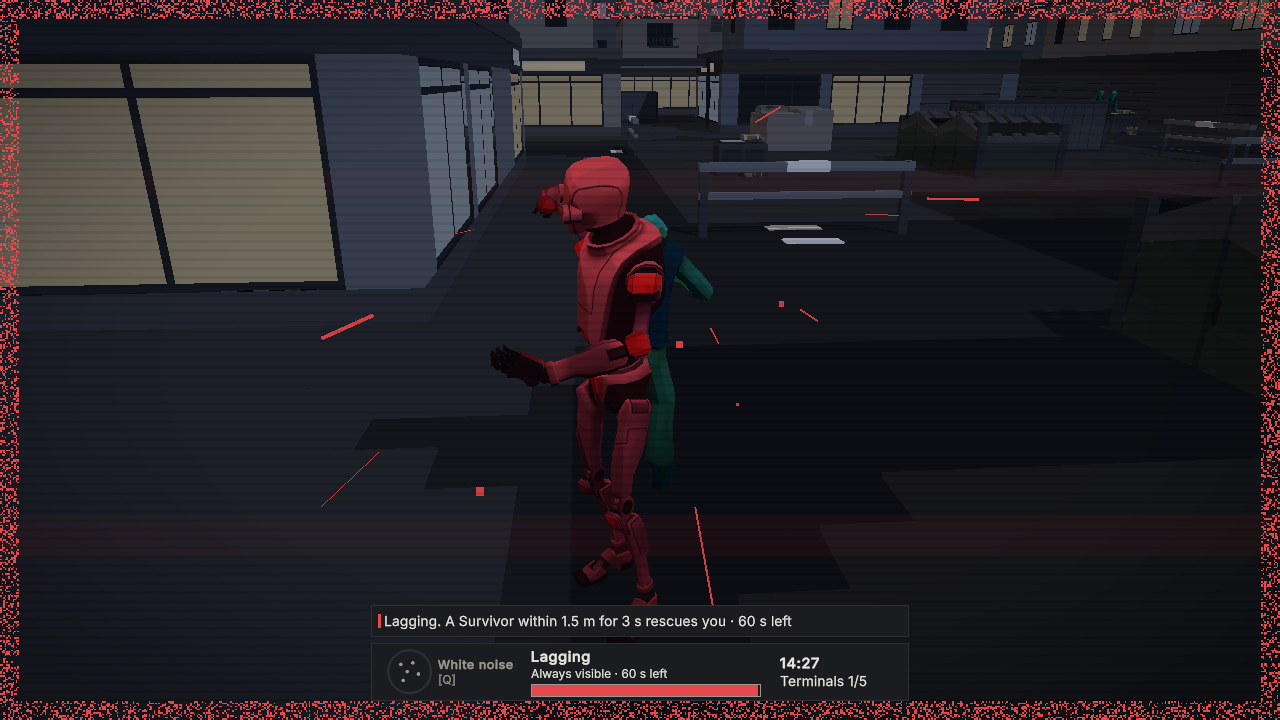 Lagging. A Survivor within 1.5 m for 3 s rescues you · 60 s left
White noise
[Q]
Lagging
Always visible · 60 s left
14:27
Terminals 1/5